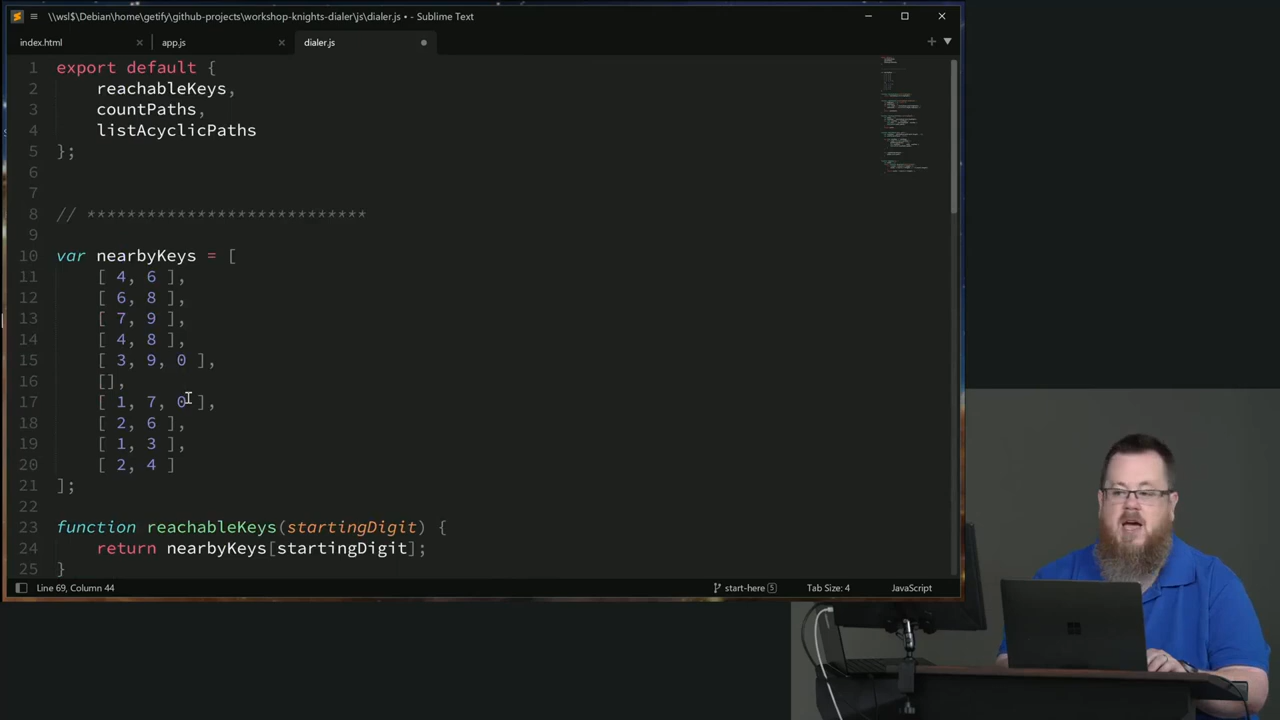 \\wsl$\Debian\home\getify\github-projects\workshop-knights-dialer\js\dialer.js • - Sublime Text
index.html
app.js
dialer.js
1 export default {
2 reachableKeys,
3 countPaths,
4 listAcyclicPaths
5 };
6
7
8 // ****************************
9
10 var nearbyKeys = [
11 [ 4, 6 ],
12 [ 6, 8 ],
13 [ 7, 9 ],
14 [ 4, 8 ],
15 [ 3, 9, 0 ],
16 [],
17 [ 1, 7, 0 ],
18 [ 2, 6 ],
19 [ 1, 3 ],
20 [ 2, 4 ]
21 ];
22
23 function reachableKeys(startingDigit) {
24 return nearbyKeys[startingDigit];
25 }
Line 69, Column 44
start-here 5
Tab Size: 4
JavaScript